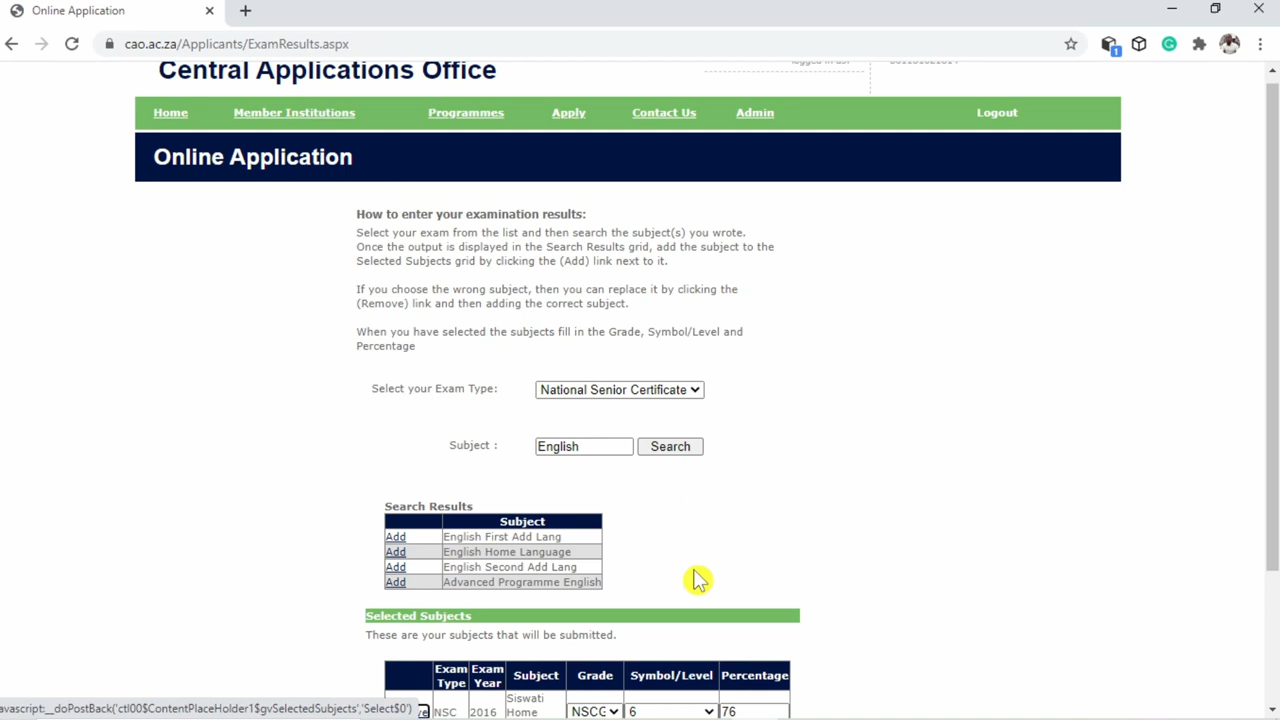 Online Application
cao.ac.za/Applicants/ExamResults.aspx
1
Central Applications Office
Home Member Institutions Programmes Apply Contact Us Admin Logout
Online Application
How to enter your examination results:
Select your exam from the list and then search the subject(s) you wrote.
Once the output is displayed in the Search Results grid, add the subject to the
Selected Subjects grid by clicking the (Add) link next to it.
If you choose the wrong subject, then you can replace it by clicking the
(Remove) link and then adding the correct subject.
When you have selected the subjects fill in the Grade, Symbol/Level and
Percentage
Select your Exam Type: National Senior Certificate
Subject : English Search
Search Results
Subject
Add English First Add Lang
Add English Home Language
Add English Second Add Lang
Add Advanced Programme English
Selected Subjects
These are your subjects that will be submitted.
Exam Type Exam Year Subject Grade Symbol/Level Percentage
NSC 2016 Siswati Home NSCG 6 76
avascript:__doPostBack('ctl00$ContentPlaceHolder1$gvSelectedSubjects','Select$0')